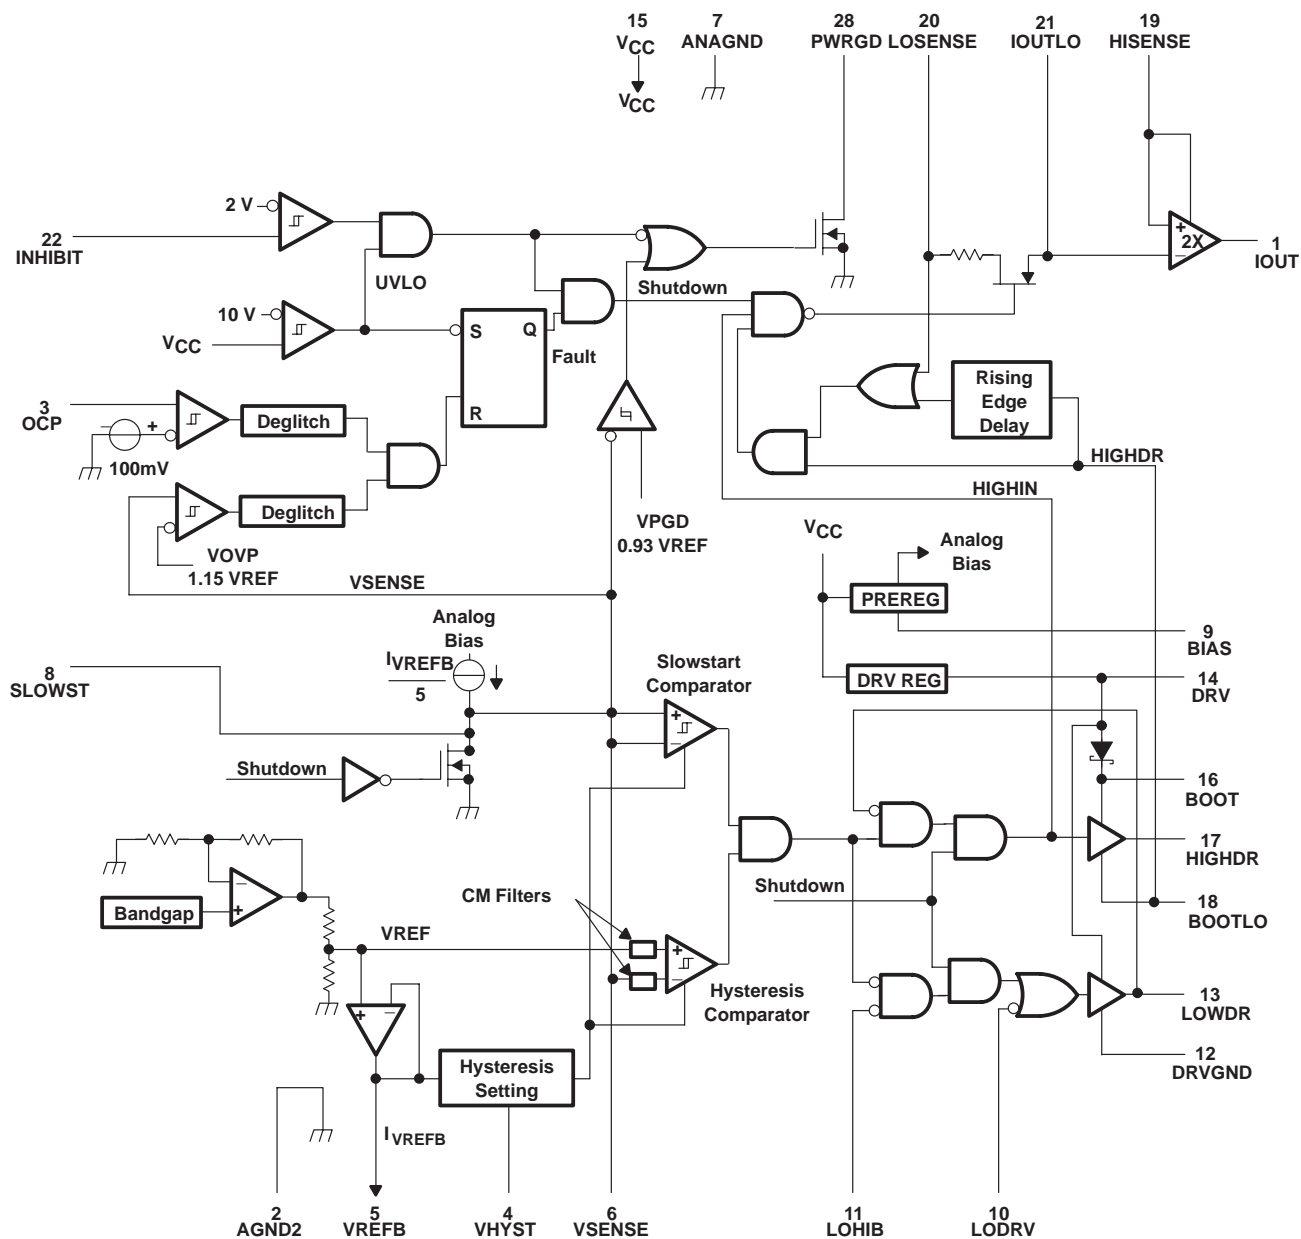 15
VCC
VCC
7
ANAGND
28
PWRGD
20
LOSENSE
21
IOUTLO
19
HISENSE
2 V
22
INHIBIT
UVLO
+
2X
–
1
IOUT
Shutdown
10 V
VCC
S
Q
R
Fault
3
OCP
– +
100mV
Deglitch
Deglitch
Rising
Edge
Delay
HIGHDR
HIGHIN
VOVP
1.15 VREF
VPGD
0.93 VREF
VSENSE
VCC
Analog
Bias
PREREG
9
BIAS
8
SLOWST
Analog
Bias
IVREFB
5
Slowstart
Comparator
+
–
DRV REG
14
DRV
Shutdown
16
BOOT
17
HIGHDR
Shutdown
18
BOOTLO
–
+
Bandgap
CM Filters
VREF
+
–
Hysteresis
Comparator
+ –
13
LOWDR
12
DRVGND
Hysteresis
Setting
IVREFB
2
AGND2
5
VREFB
4
VHYST
6
VSENSE
11
LOHIB
10
LODRV